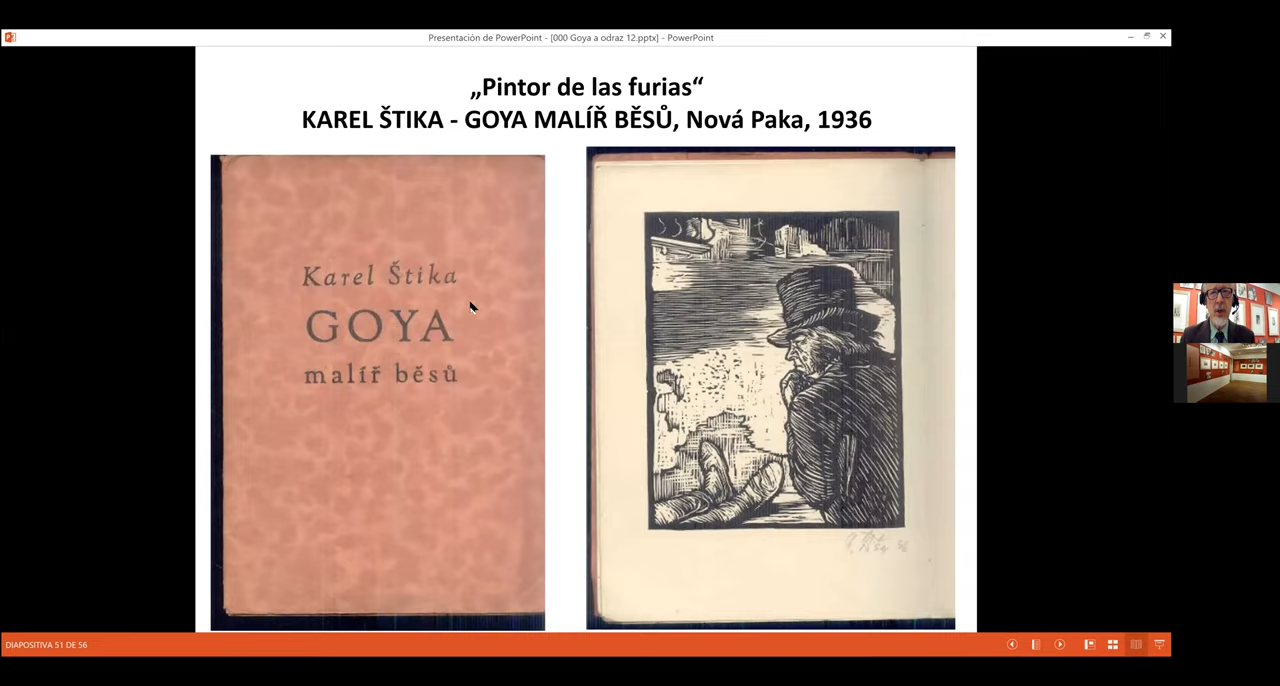 Presentación de PowerPoint - [000 Goya a odraz 12.pptx] - PowerPoint
„Pintor de las furias“
KAREL ŠTIKA - GOYA MALÍŘ BĚSŮ, Nová Paka, 1936
Karel Štika
GOYA
malíř běsů
DIAPOSITIVA 51 DE 56